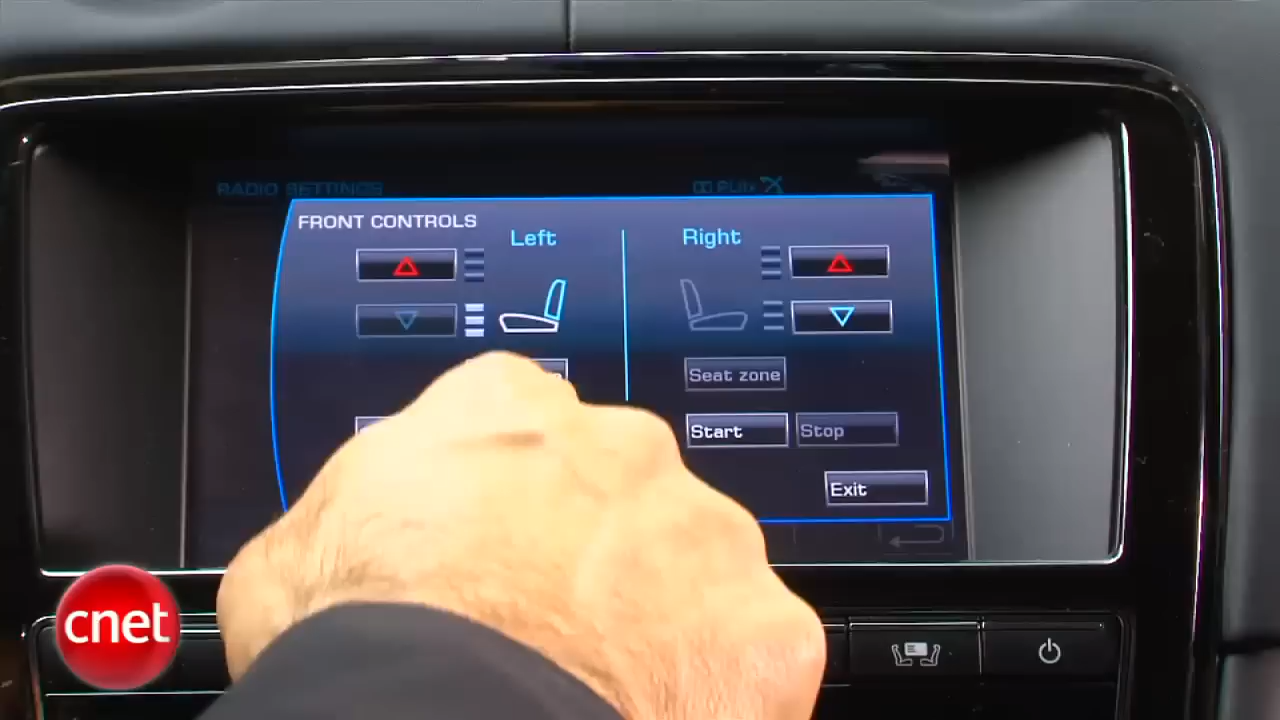 RADIO SETTINGS
FRONT CONTROLS
Left
Right
Seat zone
Start
Stop
Exit
cnet